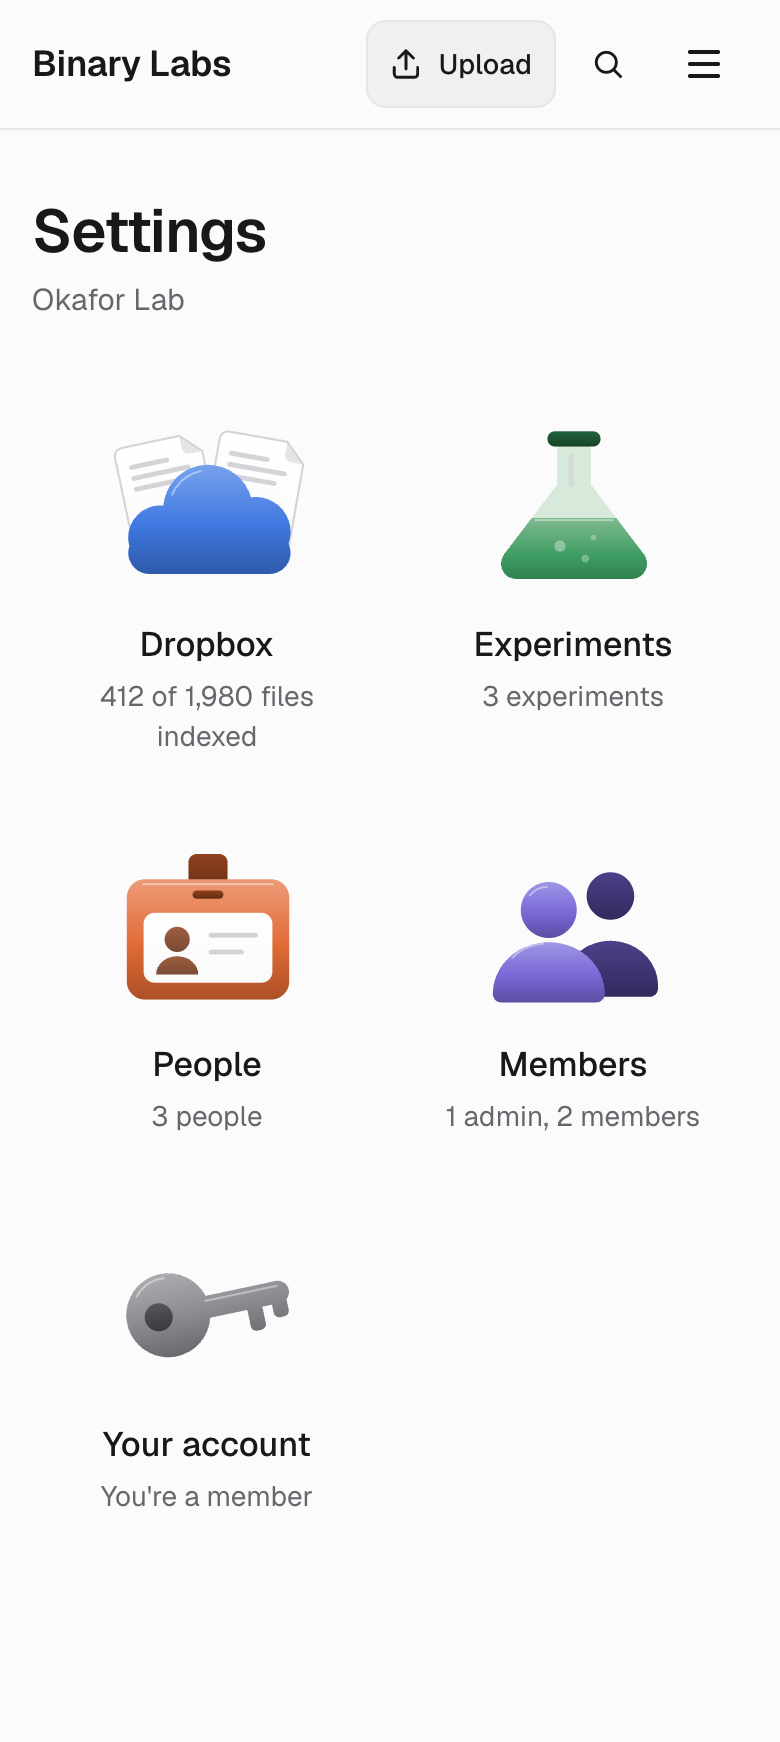 Binary Labs
Upload
Settings
Okafor Lab
Dropbox
412 of 1,980 files
indexed
Experiments
3 experiments
People
3 people
Members
1 admin, 2 members
Your account
You're a member